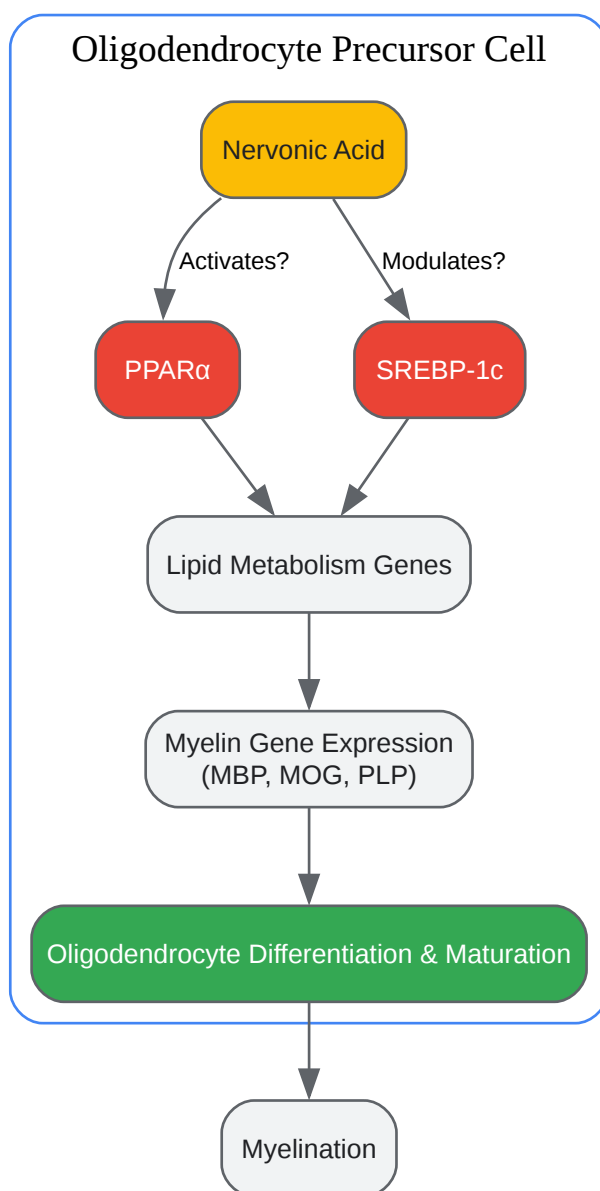 Oligodendrocyte Precursor Cell
Nervonic Acid
Activates?
Modulates?
PPARα
SREBP-1c
Lipid Metabolism Genes
Myelin Gene Expression
(MBP, MOG, PLP)
Oligodendrocyte Differentiation & Maturation
Myelination